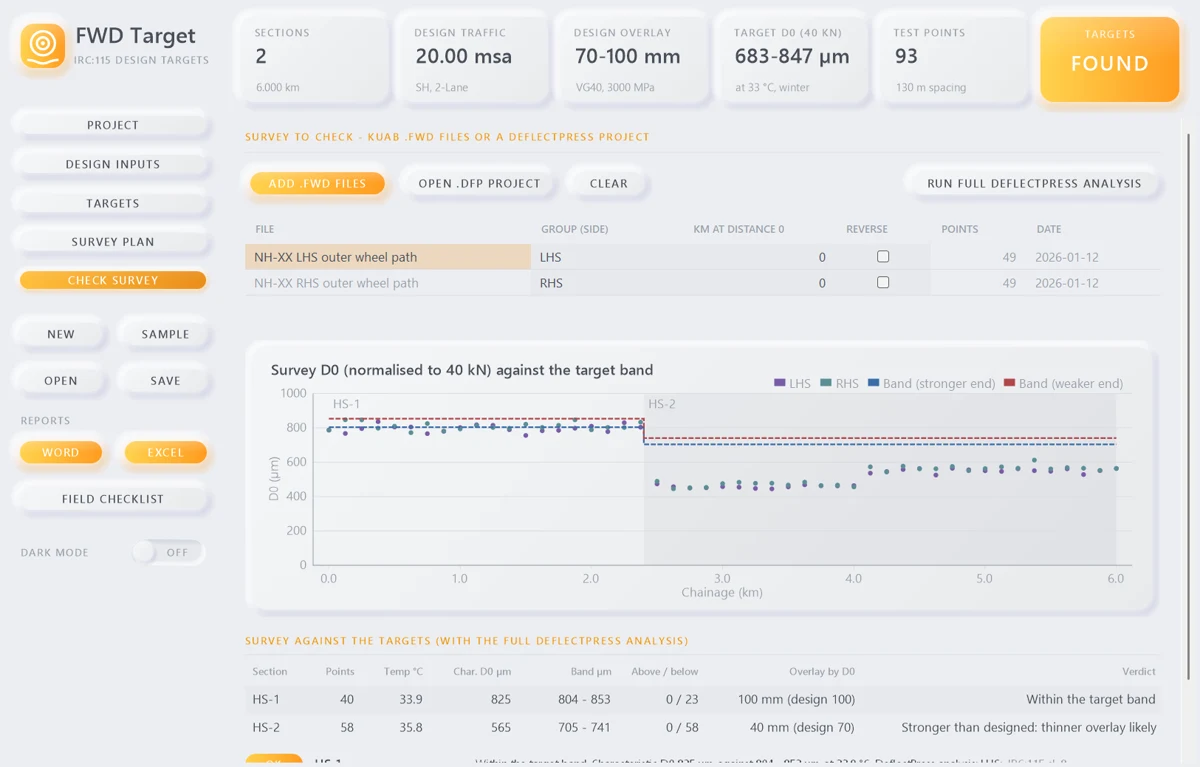 FWD Target
IRC:115 DESIGN TARGETS
PROJECT
DESIGN INPUTS
TARGETS
SURVEY PLAN
CHECK SURVEY
NEW SAMPLE
OPEN SAVE
REPORTS
WORD EXCEL
FIELD CHECKLIST
DARK MODE OFF
SECTIONS
2
6.000 km
DESIGN TRAFFIC
20.00 msa
SH, 2-Lane
DESIGN OVERLAY
70-100 mm
VG40, 3000 MPa
TARGET D0 (40 KN)
683-847 µm
at 33 °C, winter
TEST POINTS
93
130 m spacing
TARGETS
FOUND
SURVEY TO CHECK - KUAB .FWD FILES OR A DEFLECTPRESS PROJECT
ADD .FWD FILES OPEN .DFP PROJECT CLEAR RUN FULL DEFLECTPRESS ANALYSIS
FILE GROUP (SIDE) KM AT DISTANCE 0 REVERSE POINTS DATE
NH-XX LHS outer wheel path LHS 0 49 2026-01-12
NH-XX RHS outer wheel path RHS 0 49 2026-01-12
Survey D0 (normalised to 40 kN) against the target band
LHS RHS Band (stronger end) Band (weaker end)
HS-1 HS-2
1000
800
600
400
200
0
D0 (µm)
0.0 1.0 2.0 3.0 4.0 5.0 6.0
Chainage (km)
SURVEY AGAINST THE TARGETS (WITH THE FULL DEFLECTPRESS ANALYSIS)
Section Points Temp °C Char. D0 µm Band µm Above / below Overlay by D0 Verdict
HS-1 40 33.9 825 804 - 853 0 / 23 100 mm (design 100) Within the target band
HS-2 58 35.8 565 705 - 741 0 / 58 40 mm (design 70) Stronger than designed: thinner overlay likely